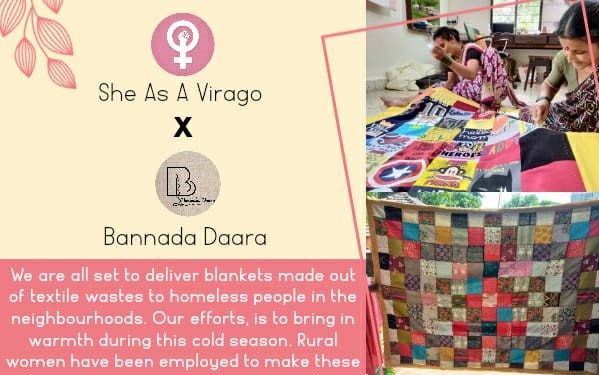 She As A Virago
X
B
Bannada Daara
We are all set to deliver blankets made out
of textile wastes to homeless people in the
neighbourhoods. Our efforts, is to bring in
warmth during this cold season. Rural
women have been employed to make these
HEROES